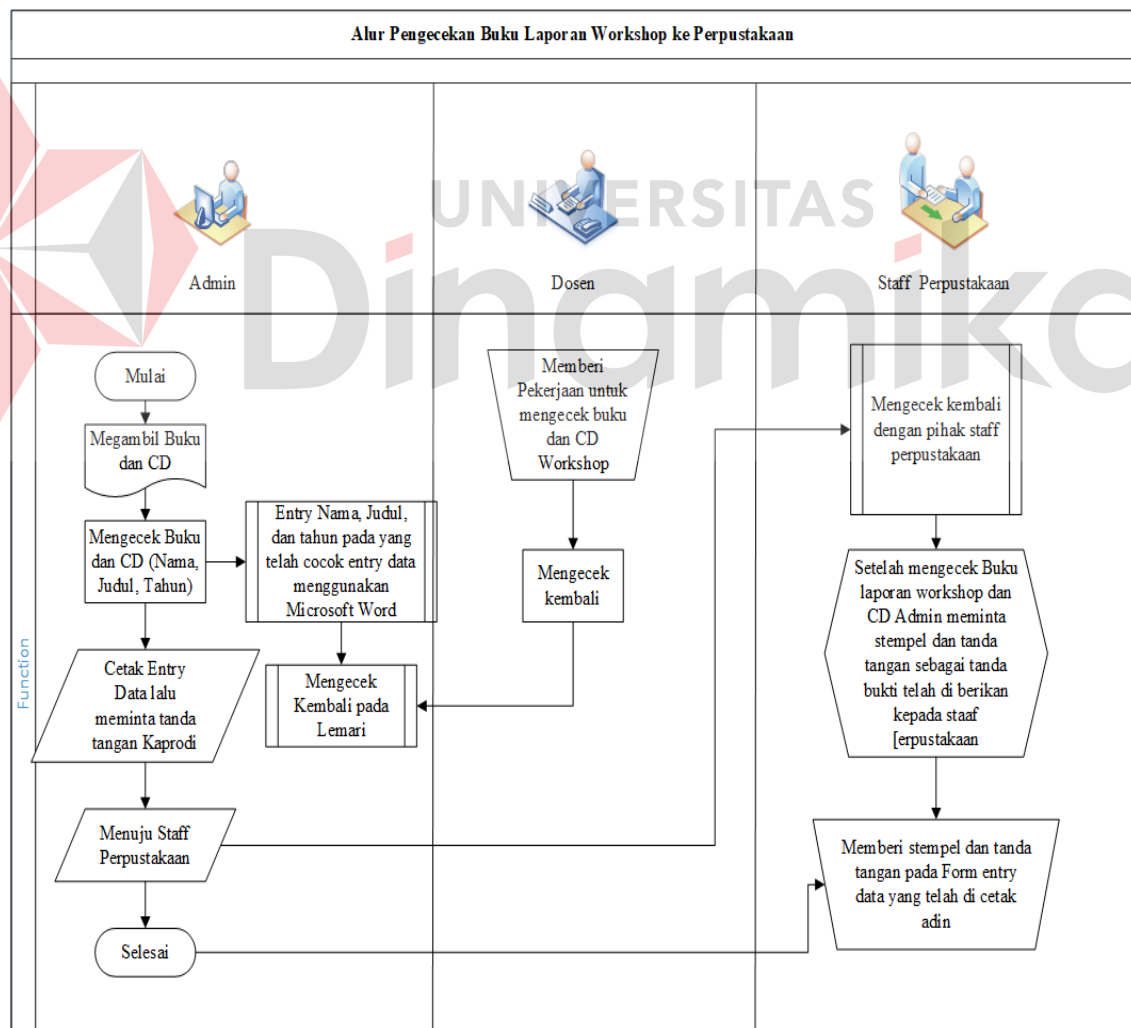 Alur Pengecekan Buku Laporan Workshop ke Perpustakaan
UNIVERSITAS
Dinamika
Admin
Dosen
Staff Perpustakaan
Function
Mulai
Megambil Buku
dan CD
Mengecek Buku
dan CD (Nama,
Judul, Tahun)
Entry Nama, Judul,
dan tahun pada yang
telah cocok entry data
menggunakan
Microsoft Word
Cetak Entry
Data lalu
meminta tanda
tangan Kaprodi
Mengecek
Kembali pada
Lemari
Menuju Staff
Perpustakaan
Selesai
Memberi
Pekerjaan untuk
mengecek buku
dan CD
Workshop
Mengecek
kembali
Mengecek kembali
dengan pihak staff
perpustakaan
Setelah mengecek Buku
laporan workshop dan
CD Admin meminta
stempel dan tanda
tangan sebagai tanda
bukti telah di berikan
kepada staaf
[erpustakaan
Memberi stempel dan tanda
tangan pada Form entry
data yang telah di cetak
adin